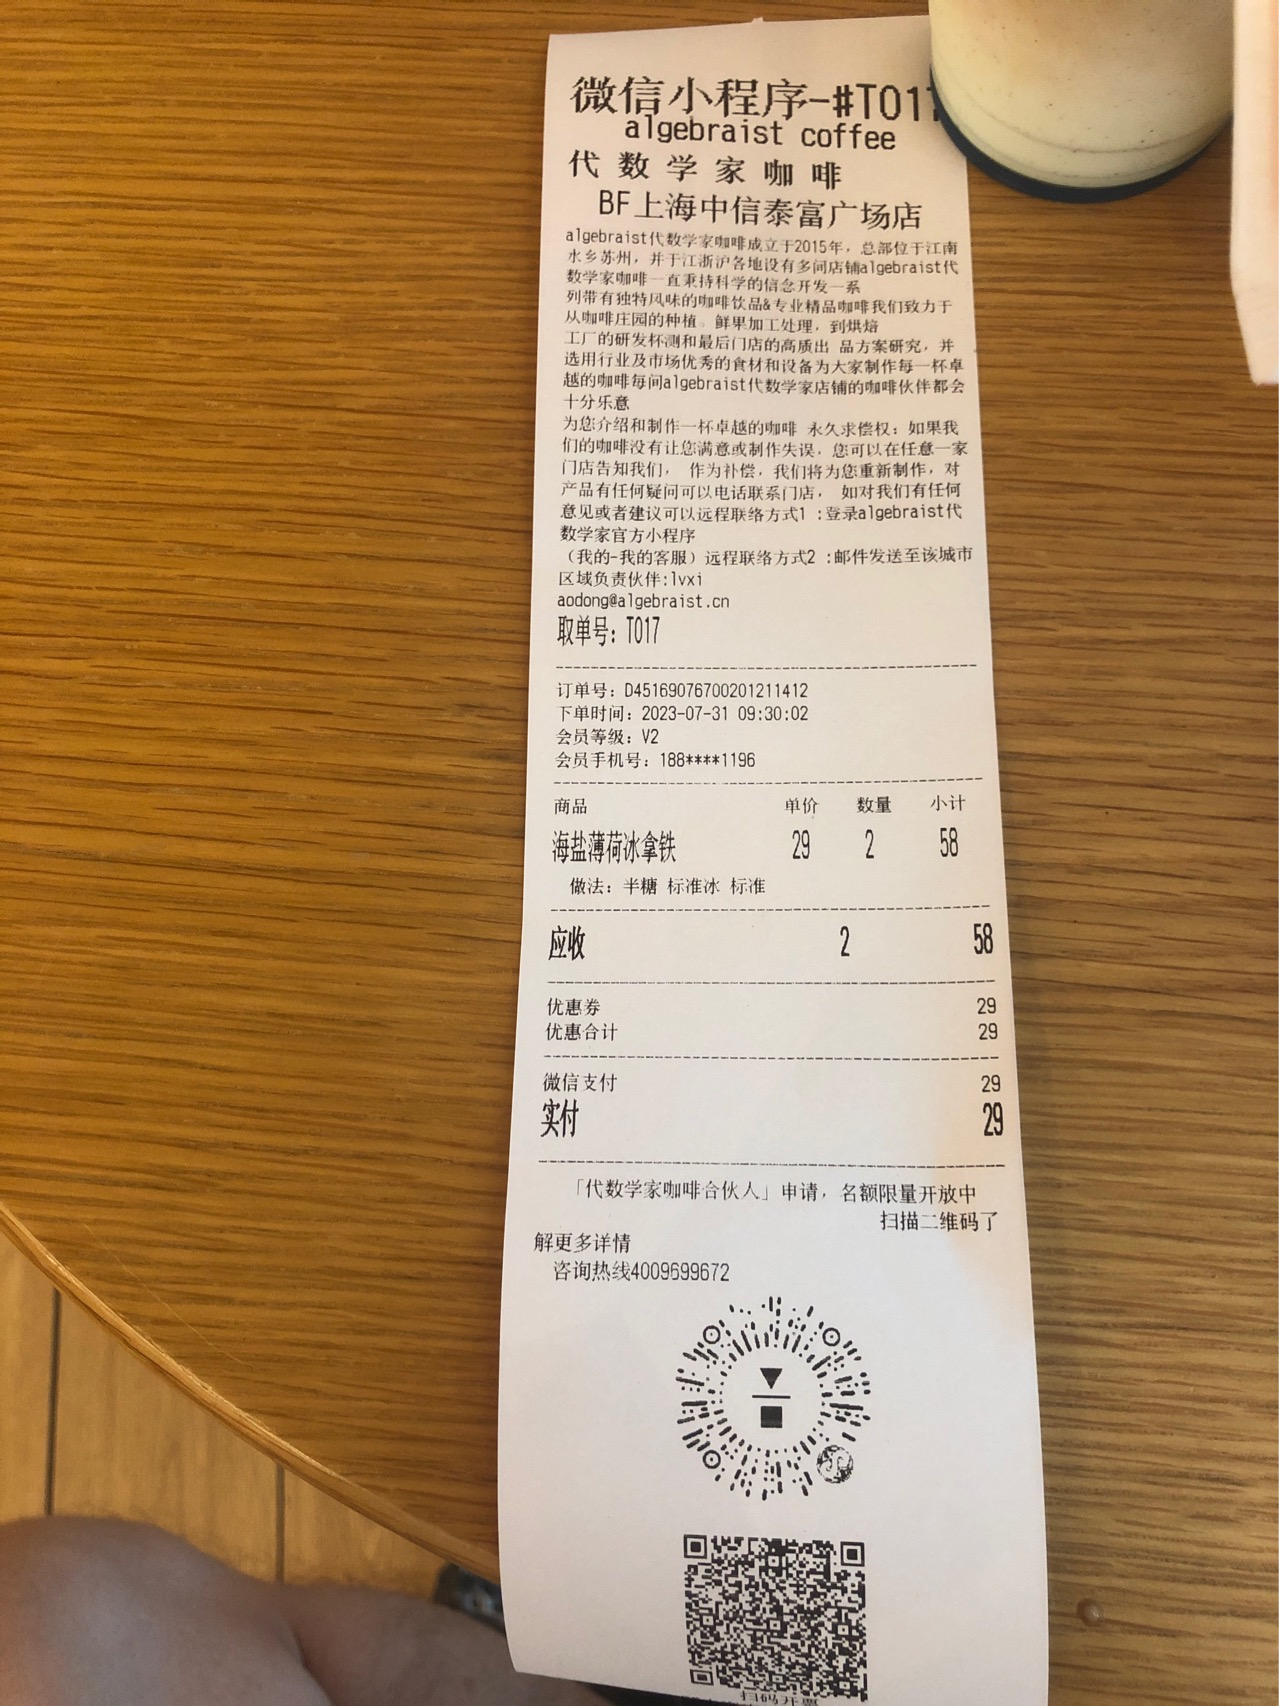 微信小程序-#T017
algebraist coffee
代数学家咖啡
BF上海中信泰富广场店
algebraist代数学家咖啡成立于2015年，总部位于江南
水乡苏州，并于江浙沪各地设有多间店铺algebraist代
数学家咖啡一直秉持科学的信念开发一系
列带有独特风味的咖啡饮品&专业精品咖啡我们致力于
从咖啡庄园的种植。鲜果加工处理，到烘焙
工厂的研发杯测和最后门店的高质出 品方案研究，并
选用行业及市场优秀的食材和设备为大家制作每一杯卓
越的咖啡每间algebraist代数学家店铺的咖啡伙伴都会
十分乐意
为您介绍和制作一杯卓越的咖啡 永久求偿权：如果我
们的咖啡没有让您满意或制作失误，您可以在任意一家
门店告知我们， 作为补偿，我们将为您重新制作，对
产品有任何疑问可以电话联系门店， 如对我们有任何
意见或者建议可以远程联络方式1 :登录algebraist代
数学家官方小程序
（我的-我的客服）远程联络方式2 :邮件发送至该城市
区域负责伙伴:lvxi
aodong@algebraist.cn
取单号：T017
订单号：D45169076700201211412
下单时间：2023-07-31 09:30:02
会员等级：V2
会员手机号：188****1196
商品 单价 数量 小计
海盐薄荷冰拿铁 29 2 58
做法：半糖 标准冰 标准
应收 2 58
优惠券 29
优惠合计 29
微信支付 29
实付 29
「代数学家咖啡合伙人」申请，名额限量开放中
扫描二维码了
解更多详情
咨询热线4009699672
扫码开票